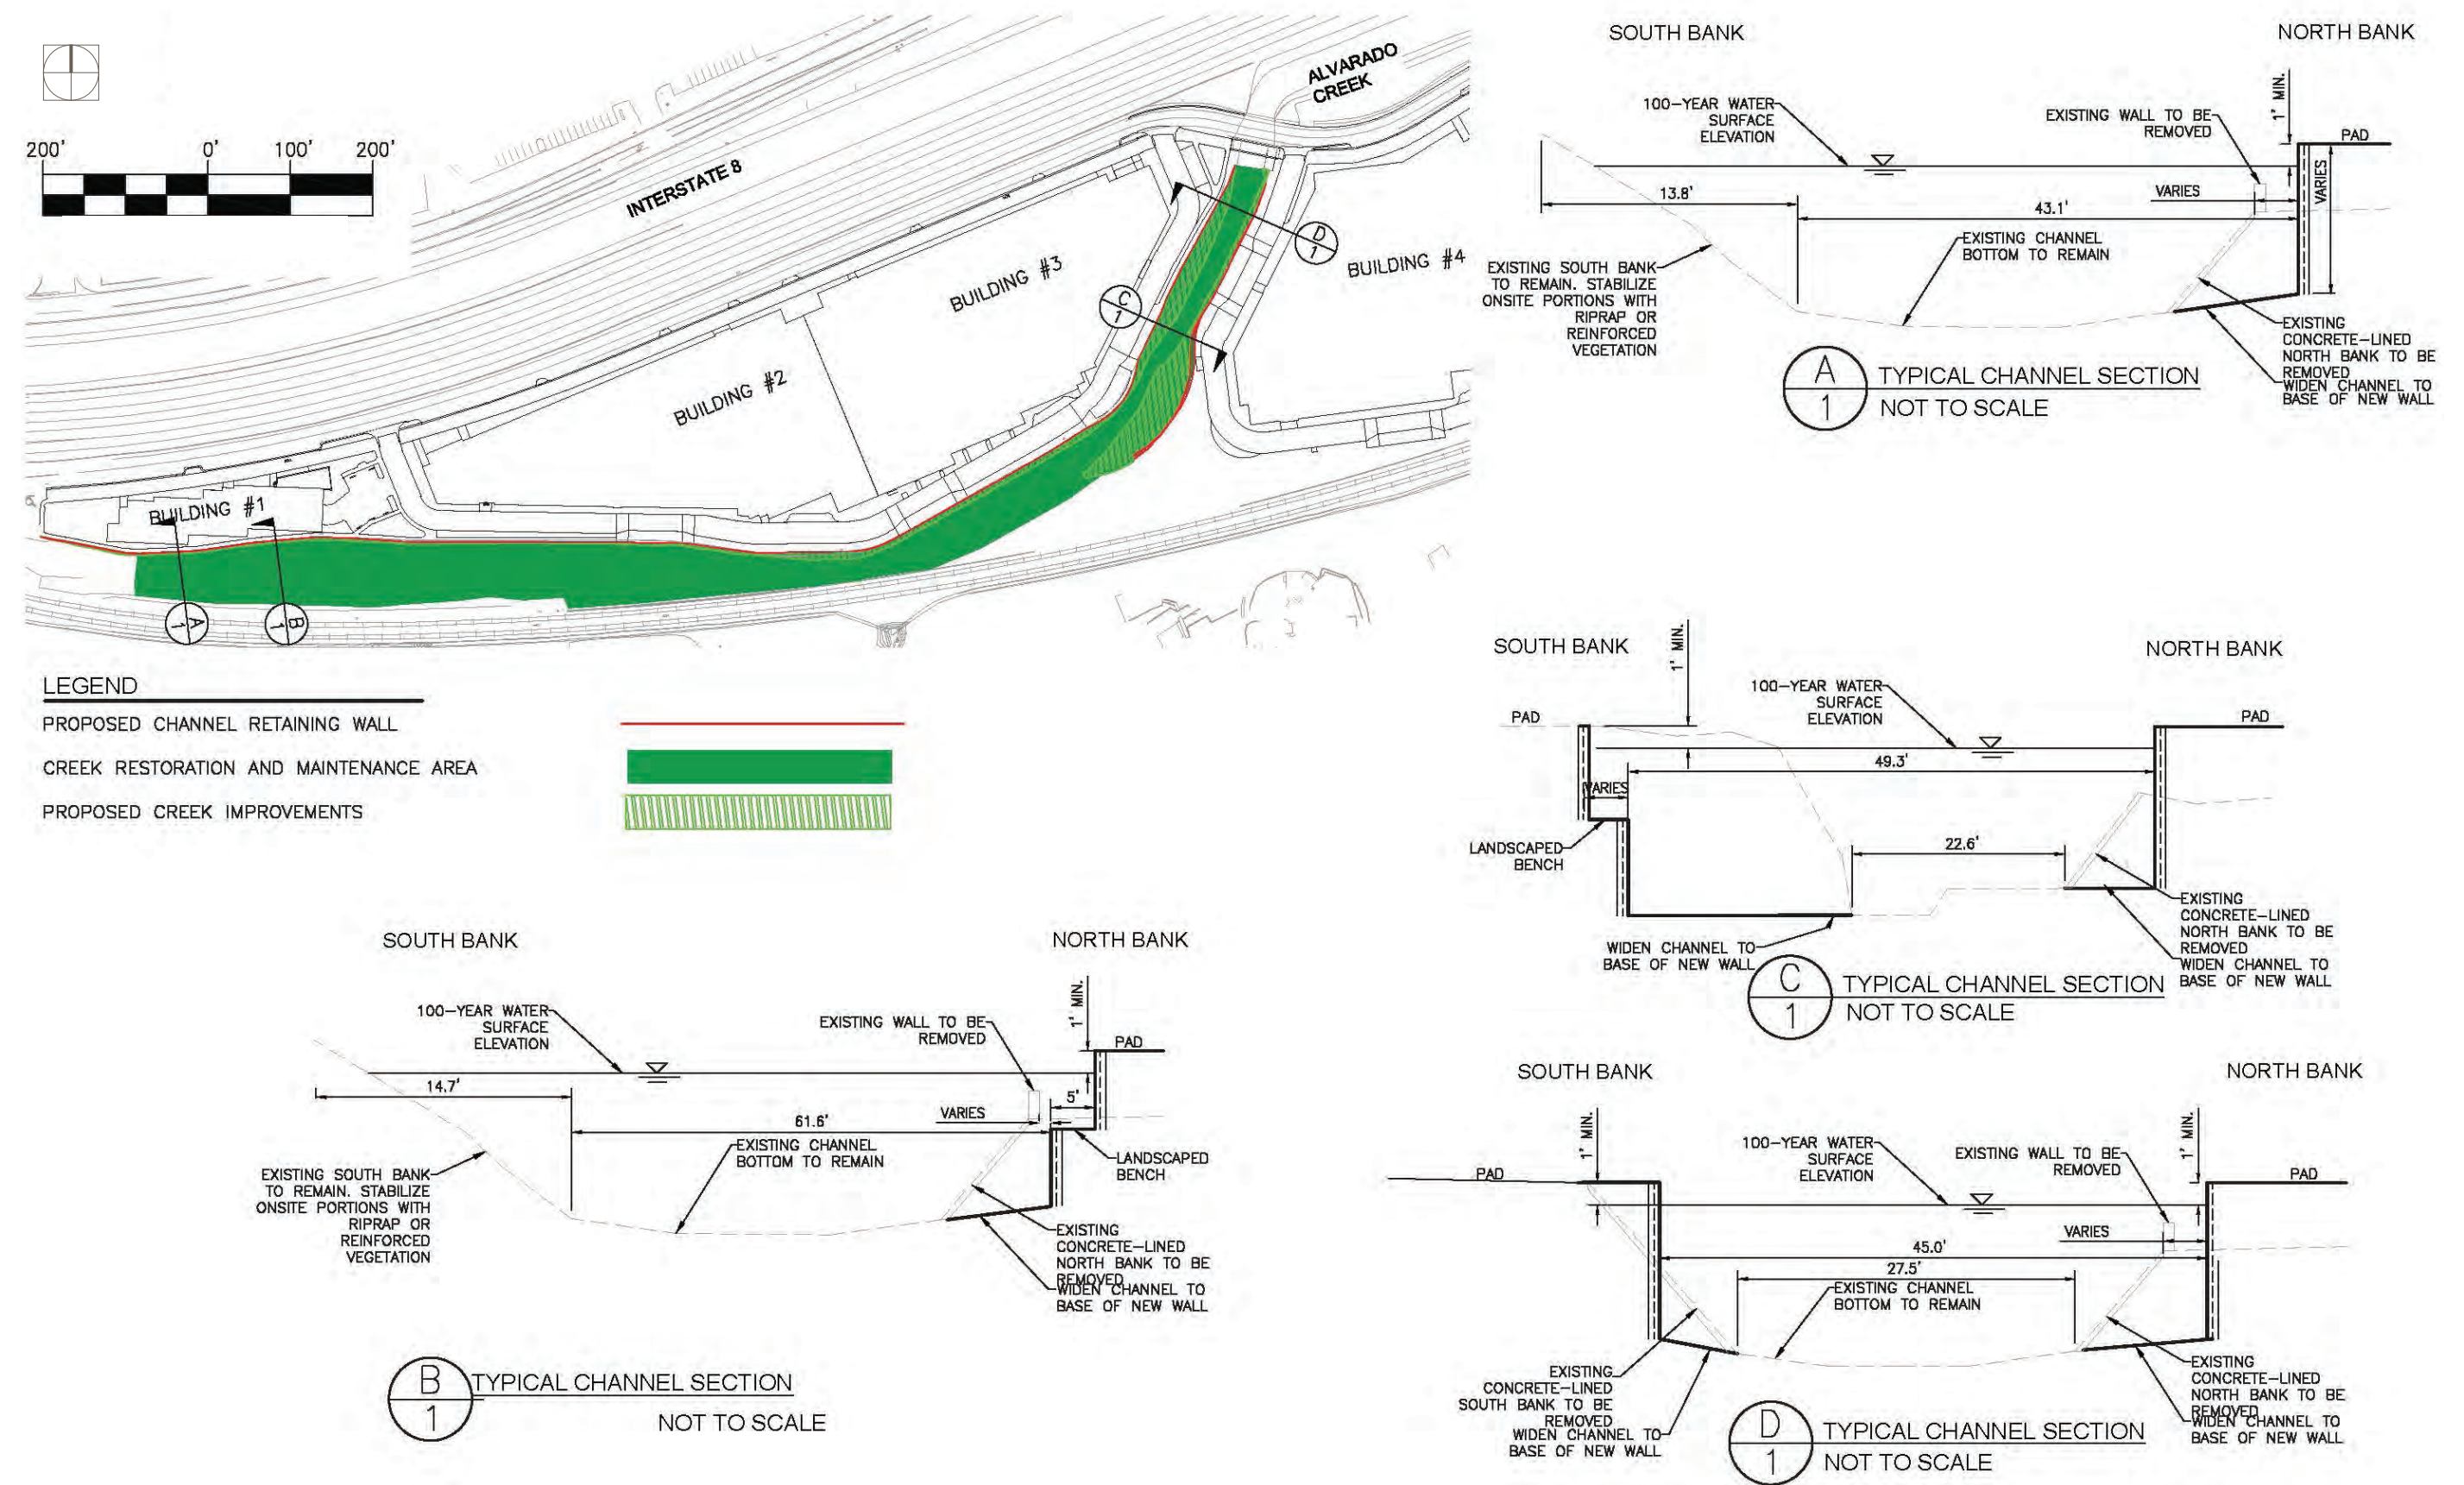 200'
0'
100'
200'
INTERSTATE 8
ALVARADO
CREEK
BUILDING #1
BUILDING #2
BUILDING #3
BUILDING #4
A
1
B
1
C
1
D
1
LEGEND
PROPOSED CHANNEL RETAINING WALL
CREEK RESTORATION AND MAINTENANCE AREA
PROPOSED CREEK IMPROVEMENTS
SOUTH BANK
NORTH BANK
100-YEAR WATER
SURFACE
ELEVATION
EXISTING WALL TO BE
REMOVED
1' MIN.
PAD
VARIES
VARIES
13.8'
43.1'
EXISTING CHANNEL
BOTTOM TO REMAIN
EXISTING SOUTH BANK
TO REMAIN. STABILIZE
ONSITE PORTIONS WITH
RIPRAP OR
REINFORCED
VEGETATION
EXISTING
CONCRETE-LINED
NORTH BANK TO BE
REMOVED
WIDEN CHANNEL TO
BASE OF NEW WALL
A
1
TYPICAL CHANNEL SECTION
NOT TO SCALE
SOUTH BANK
NORTH BANK
1' MIN.
100-YEAR WATER
SURFACE
ELEVATION
PAD
PAD
49.3'
VARIES
LANDSCAPED
BENCH
22.6'
WIDEN CHANNEL TO
BASE OF NEW WALL
EXISTING
CONCRETE-LINED
NORTH BANK TO BE
REMOVED
WIDEN CHANNEL TO
BASE OF NEW WALL
C
1
TYPICAL CHANNEL SECTION
NOT TO SCALE
SOUTH BANK
NORTH BANK
100-YEAR WATER
SURFACE
ELEVATION
EXISTING WALL TO BE
REMOVED
1' MIN.
PAD
14.7'
5'
VARIES
61.6'
EXISTING CHANNEL
BOTTOM TO REMAIN
LANDSCAPED
BENCH
EXISTING SOUTH BANK
TO REMAIN. STABILIZE
ONSITE PORTIONS WITH
RIPRAP OR
REINFORCED
VEGETATION
EXISTING
CONCRETE-LINED
NORTH BANK TO BE
REMOVED
WIDEN CHANNEL TO
BASE OF NEW WALL
B
1
TYPICAL CHANNEL SECTION
NOT TO SCALE
SOUTH BANK
NORTH BANK
1' MIN.
100-YEAR WATER
SURFACE
ELEVATION
EXISTING WALL TO BE
REMOVED
1' MIN.
PAD
PAD
VARIES
45.0'
27.5'
EXISTING CHANNEL
BOTTOM TO REMAIN
EXISTING
CONCRETE-LINED
SOUTH BANK TO BE
REMOVED
WIDEN CHANNEL TO
BASE OF NEW WALL
EXISTING
CONCRETE-LINED
NORTH BANK TO BE
REMOVED
WIDEN CHANNEL TO
BASE OF NEW WALL
D
1
TYPICAL CHANNEL SECTION
NOT TO SCALE